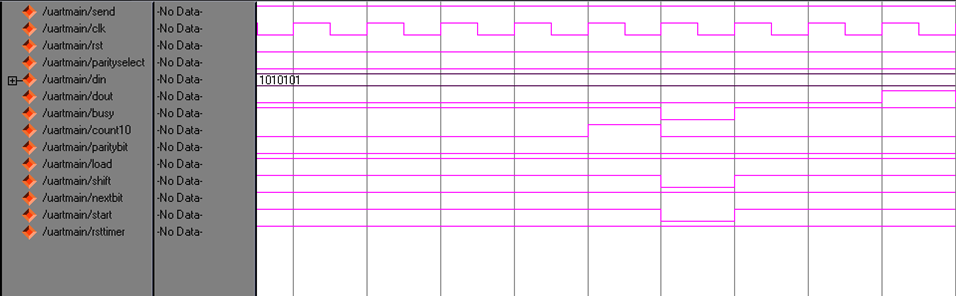 /uartmain/send -No Data-
/uartmain/clk -No Data-
/uartmain/rst -No Data-
/uartmain/parityselect -No Data-
/uartmain/din -No Data- 1010101
/uartmain/dout -No Data-
/uartmain/busy -No Data-
/uartmain/count10 -No Data-
/uartmain/paritybit -No Data-
/uartmain/load -No Data-
/uartmain/shift -No Data-
/uartmain/nextbit -No Data-
/uartmain/start -No Data-
/uartmain/rsttimer -No Data-